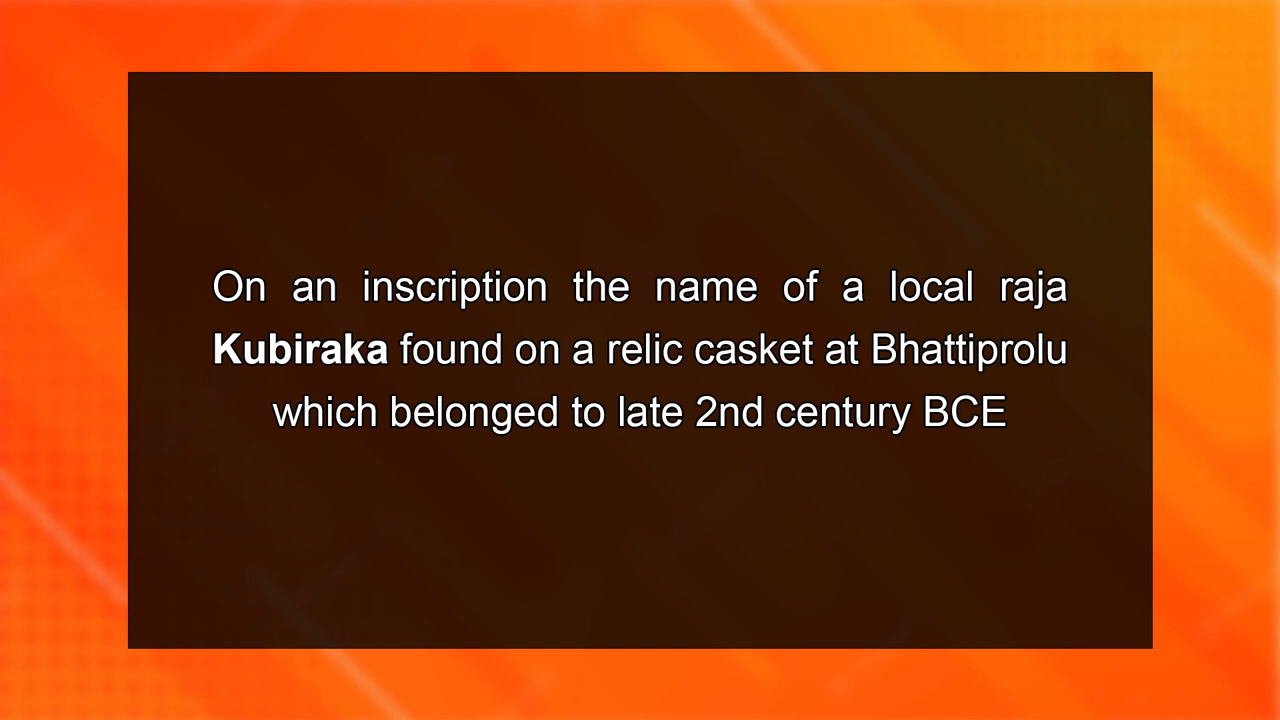 On an inscription the name of a local raja
Kubiraka found on a relic casket at Bhattiprolu
which belonged to late 2nd century BCE